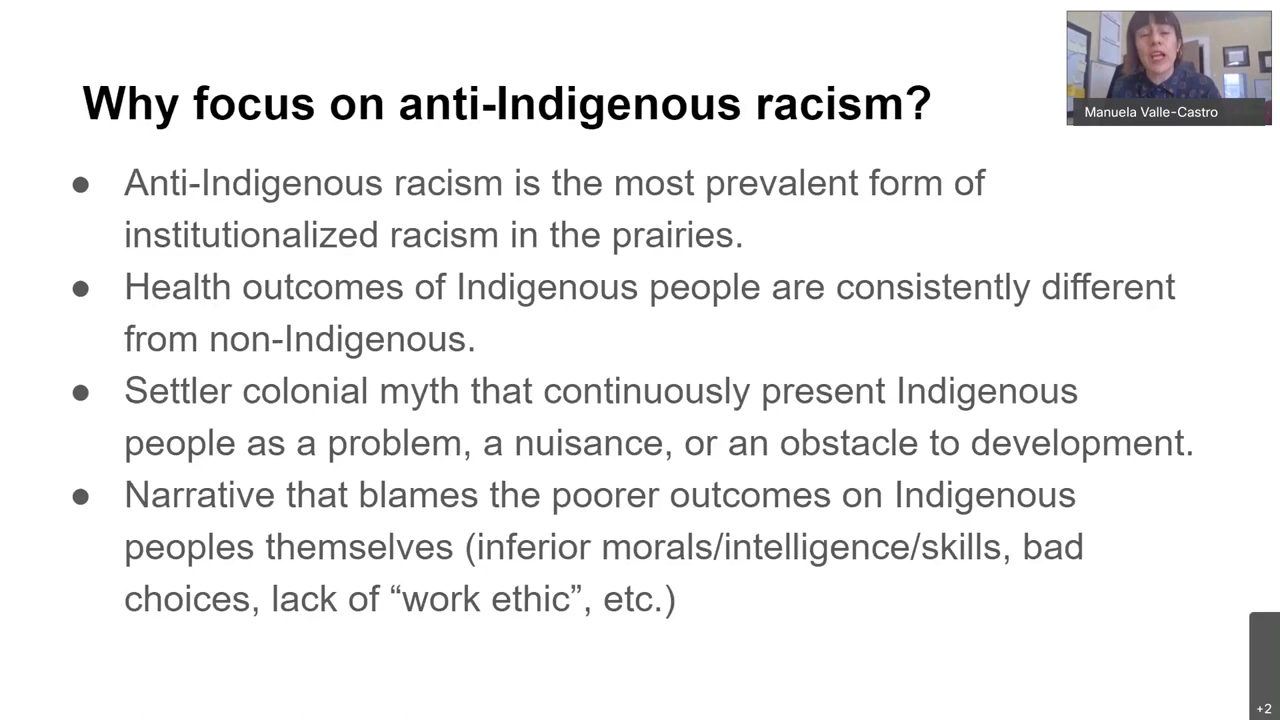 Why focus on anti-Indigenous racism?
Manuela Valle-Castro
● Anti-Indigenous racism is the most prevalent form of
institutionalized racism in the prairies.
● Health outcomes of Indigenous people are consistently different
from non-Indigenous.
● Settler colonial myth that continuously present Indigenous
people as a problem, a nuisance, or an obstacle to development.
● Narrative that blames the poorer outcomes on Indigenous
peoples themselves (inferior morals/intelligence/skills, bad
choices, lack of “work ethic”, etc.)
+2